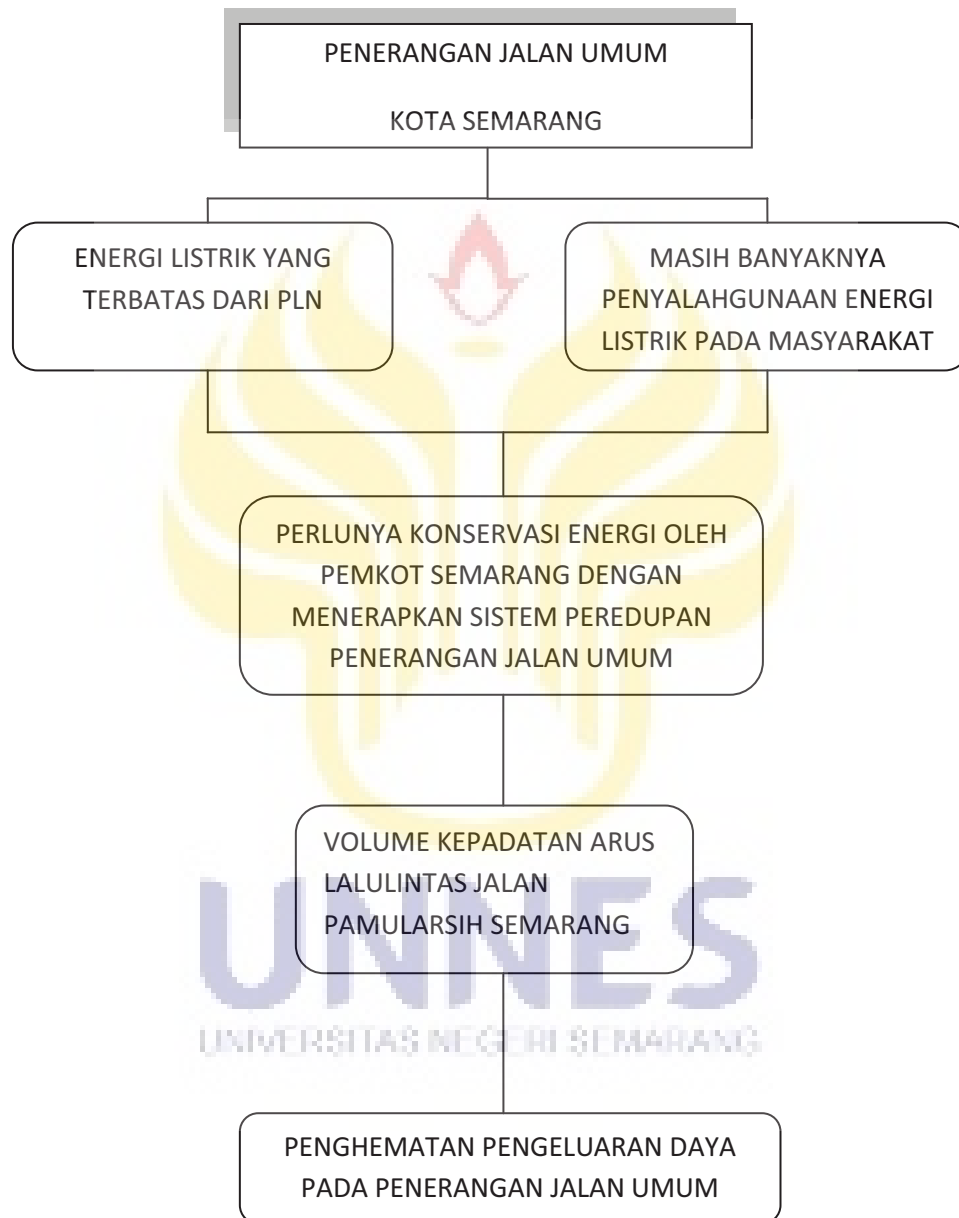 PENERANGAN JALAN UMUM
KOTA SEMARANG
ENERGI LISTRIK YANG
TERBATAS DARI PLN
MASIH BANYAKNYA
PENYALAHGUNAAN ENERGI
LISTRIK PADA MASYARAKAT
PERLUNYA KONSERVASI ENERGI OLEH
PEMKOT SEMARANG DENGAN
MENERAPKAN SISTEM PEREDUPAN
PENERANGAN JALAN UMUM
VOLUME KEPADATAN ARUS
LALULINTAS JALAN
PAMULARSIH SEMARANG
UNNES
UNIVERSITAS NEGERI SEMARANG
PENGHEMATAN PENGELUARAN DAYA
PADA PENERANGAN JALAN UMUM